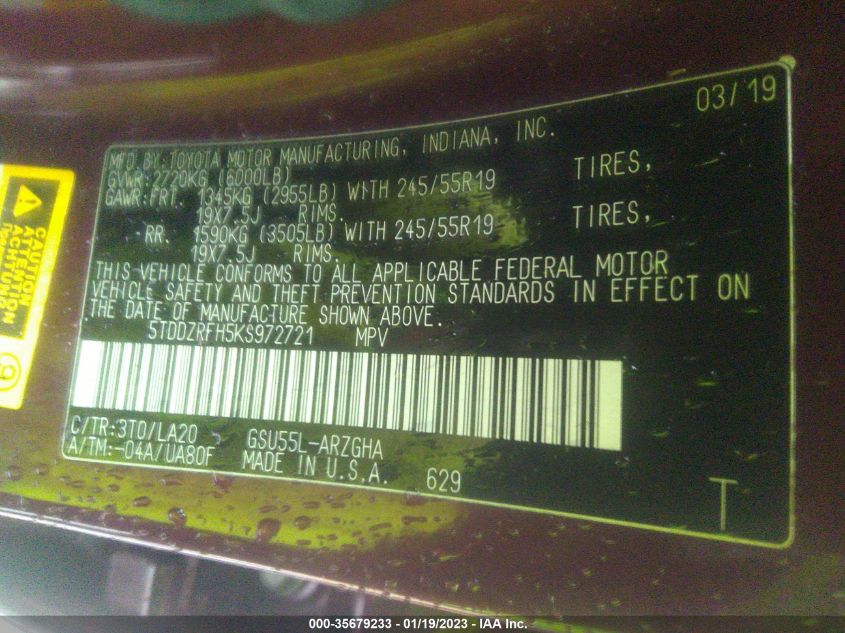 03/19
MFD. BY TOYOTA MOTOR MANUFACTURING, INDIANA, INC.
GVWR:2720KG (6000LB)
GAWR:FRT. 1345KG (2955LB) WITH 245/55R19 TIRES,
19X7.5J RIMS.
RR. 1590KG (3505LB) WITH 245/55R19 TIRES,
19X7.5J RIMS.
THIS VEHICLE CONFORMS TO ALL APPLICABLE FEDERAL MOTOR
VEHICLE SAFETY AND THEFT PREVENTION STANDARDS IN EFFECT ON
THE DATE OF MANUFACTURE SHOWN ABOVE.
5TDDZRFH5KS972721 MPV
C/TR:3T0/LA20 GSU55L-ARZGHA
A/TM:-04A/UA80F MADE IN U.S.A. 629
T
CAUTION
ATTENTION
ACHTUNG
9
000-35679233 - 01/19/2023 - IAA Inc.